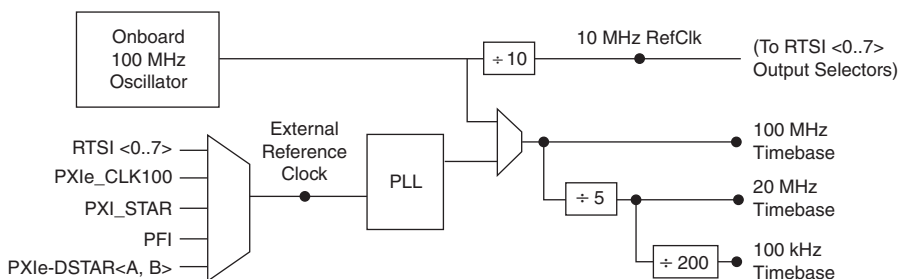 Onboard
100 MHz
Oscillator
÷ 10
10 MHz RefClk
(To RTSI <0..7>
Output Selectors)
RTSI <0..7>
PXIe_CLK100
PXI_STAR
PFI
PXIe-DSTAR<A, B>
External
Reference
Clock
PLL
100 MHz
Timebase
÷ 5
20 MHz
Timebase
÷ 200
100 kHz
Timebase